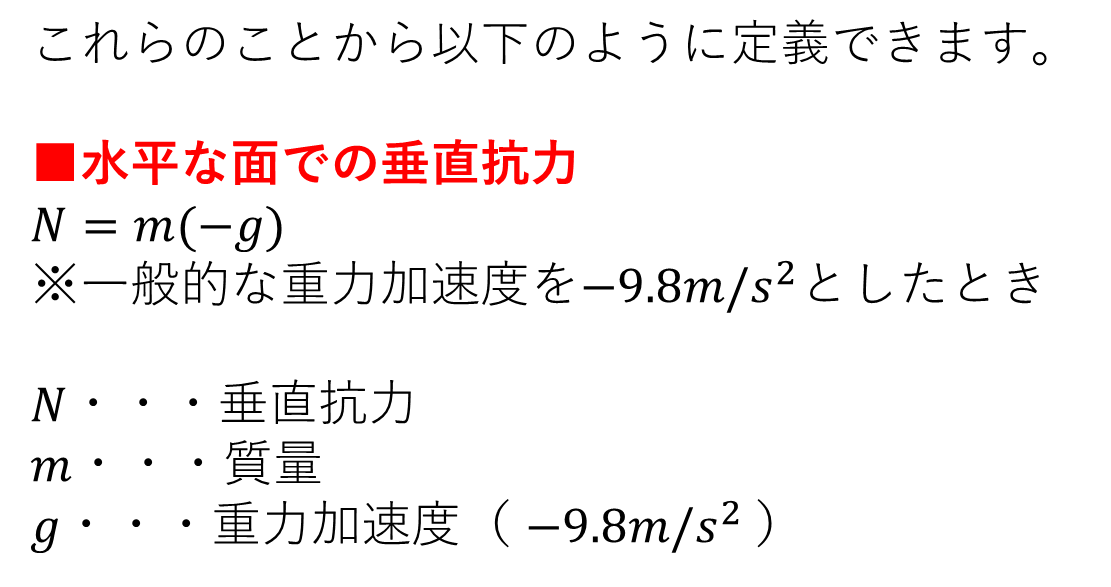 これらのことから以下のように定義できます。
■水平な面での垂直抗力
N = m(−g)
※一般的な重力加速度を−9.8m/s²としたとき
N・・・垂直抗力
m・・・質量
g・・・重力加速度（ −9.8m/s² ）